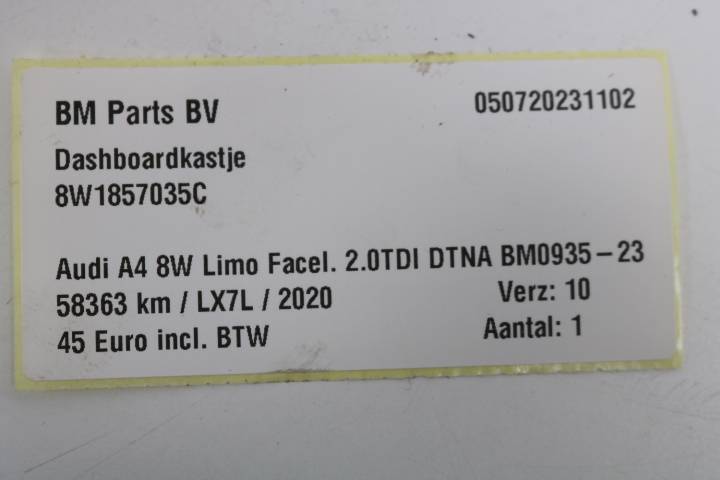 BM Parts BV 050720231102
Dashboardkastje
8W1857035C
Audi A4 8W Limo Facel. 2.0TDI DTNA BM0935-23
58363 km / LX7L / 2020 Verz: 10
45 Euro incl. BTW Aantal: 1